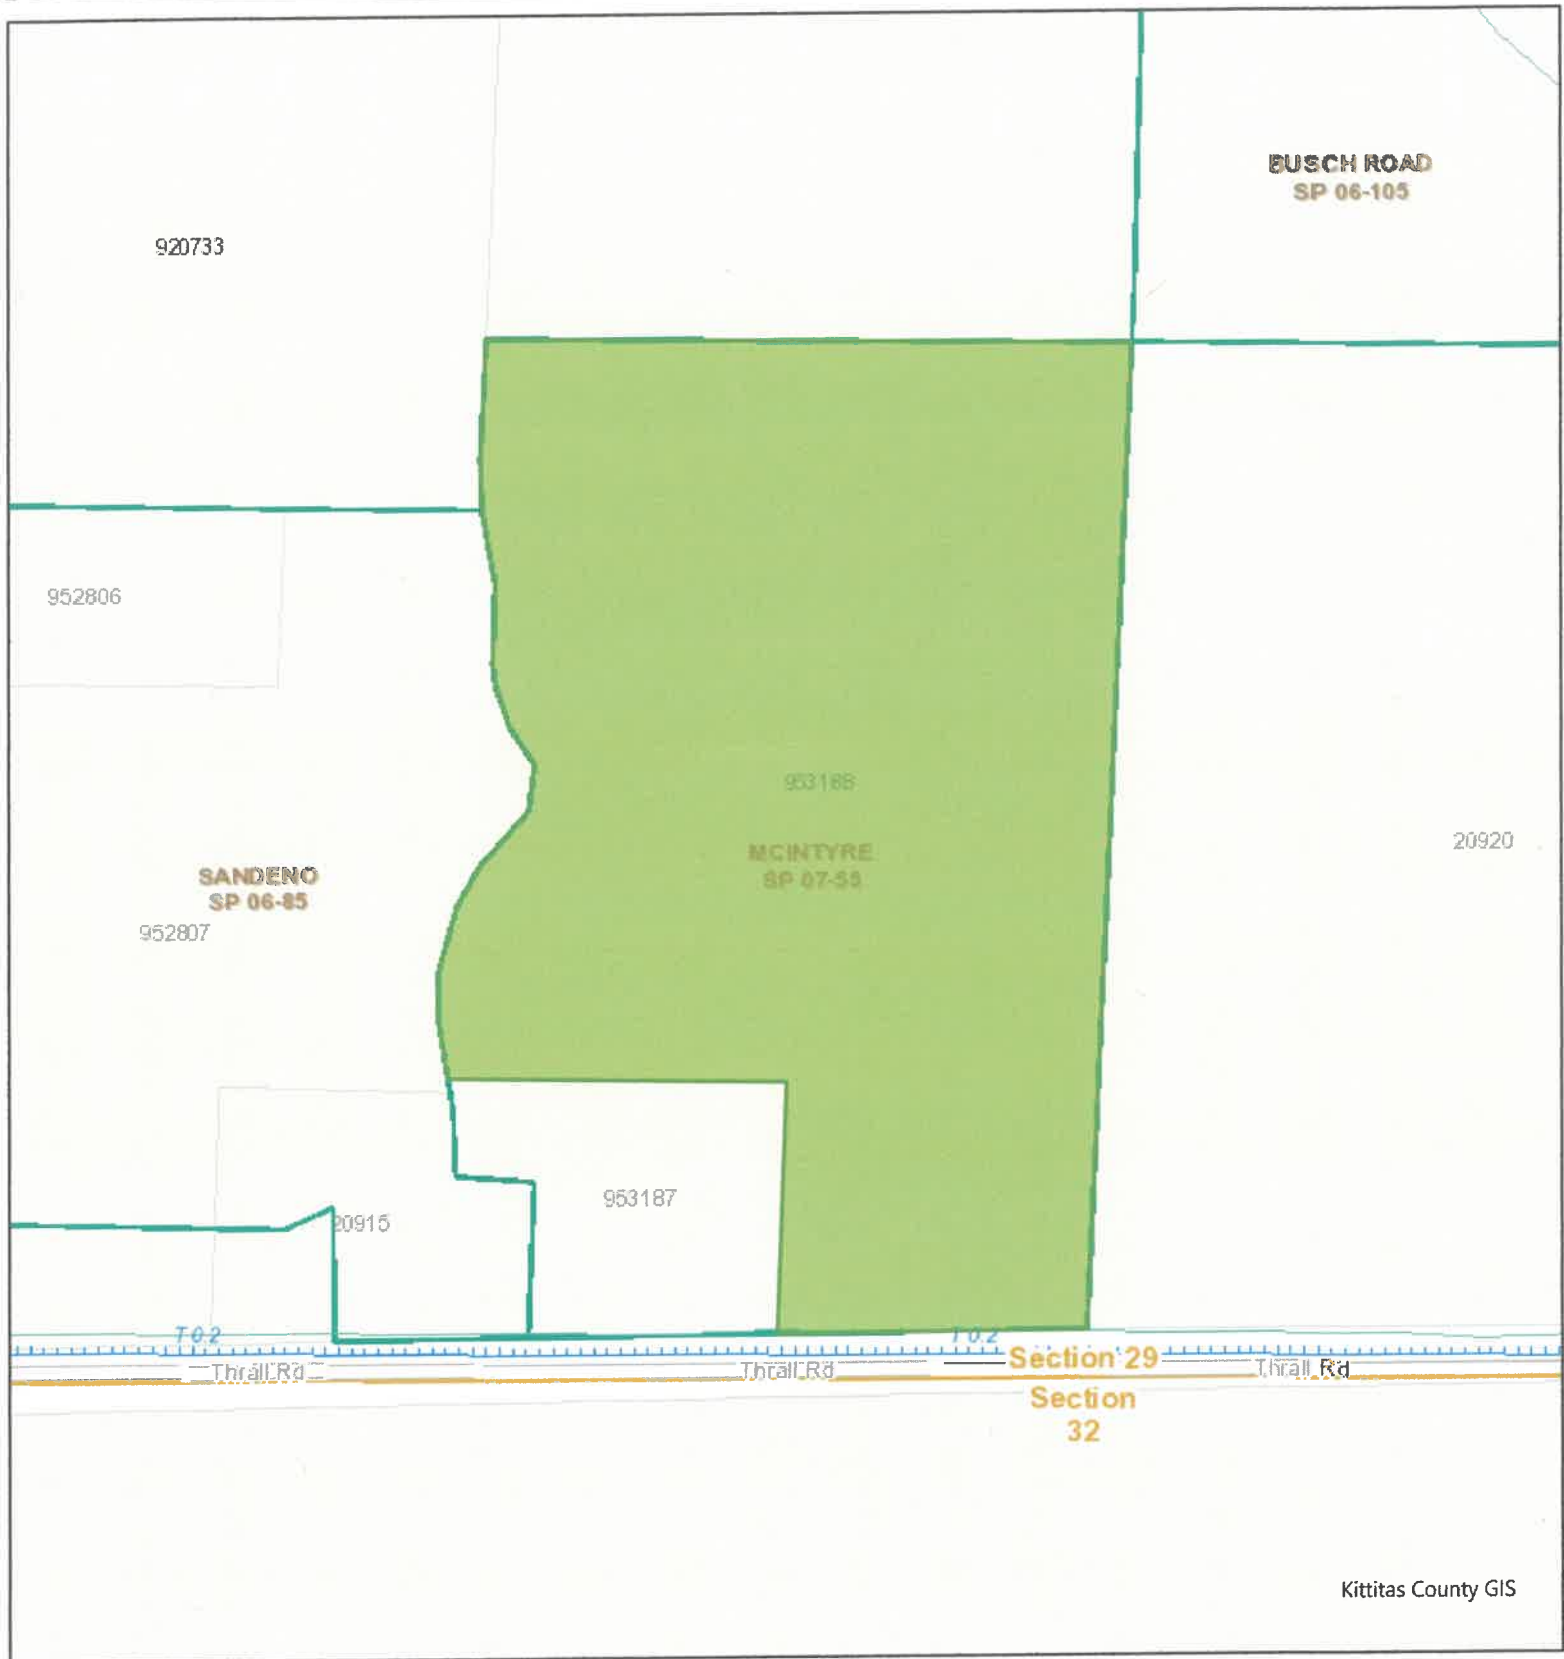 BUSCH ROAD
SP 06-105
920733
952806
953188
20920
MCINTYRE
SP 07-55
SANDENO
SP 06-85
952807
953187
20915
T 0.2
T 0.2
Thrall Rd
Thrall Rd
Section 29
Thrall Rd
Section
32
Kittitas County GIS